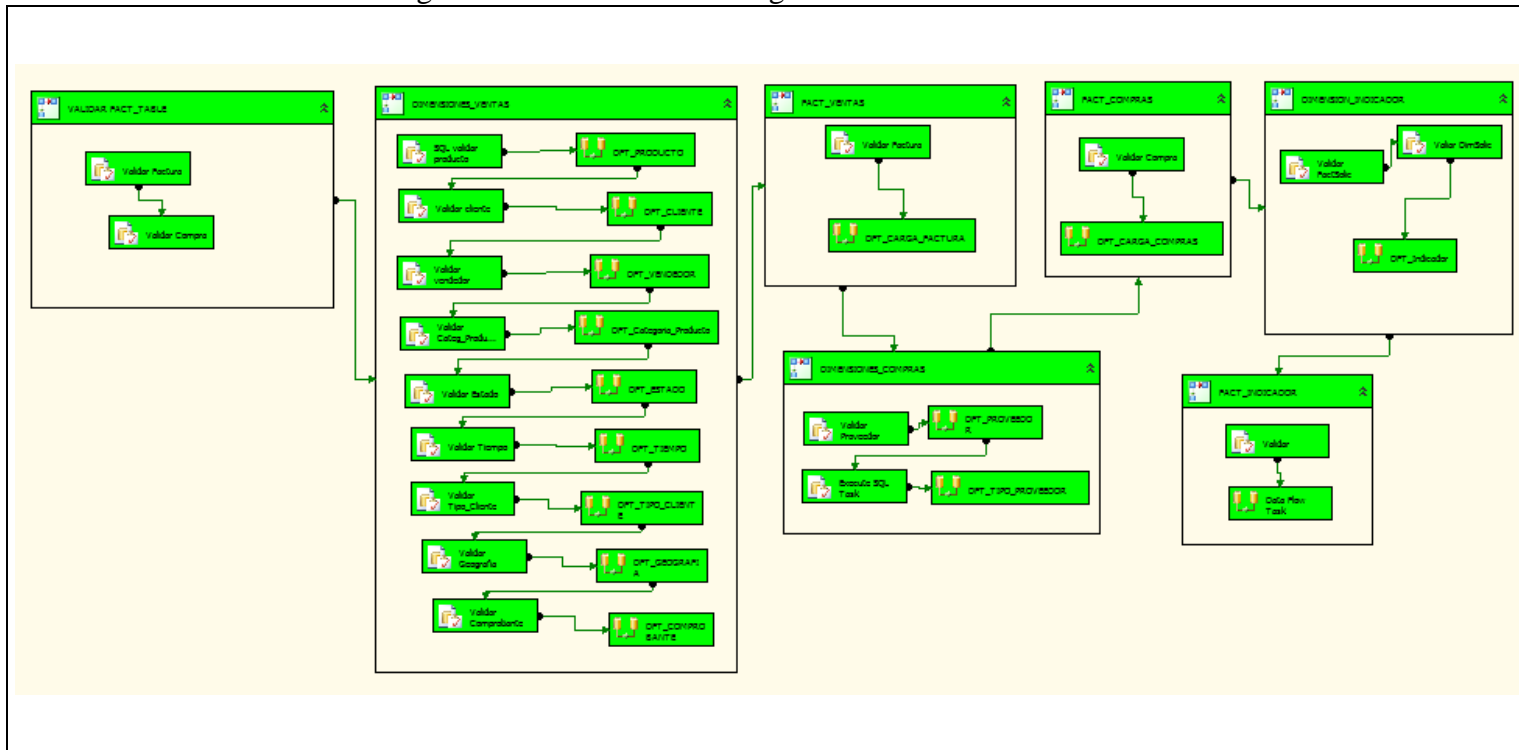 VALIDAR FACT_TABLE
Validar Factura
Validar Compra
DIMENSIONES_VENTAS
SQL validar
producto
DFT_PRODUCTO
Validar cliente
DFT_CLIENTE
Validar
vendedor
DFT_VENDEDOR
Validar
Categ_Produ...
DFT_Categoria_Producto
Validar Estado
DFT_ESTADO
Validar Tiempo
DFT_TIEMPO
Validar
Tipo_Cliente
DFT_TIPO_CLIENT
E
Validar
Geografia
DFT_GEOGRAFI
A
Validar
Comprobante
DFT_COMPRO
BANTE
FACT_VENTAS
Validar Factura
DFT_CARGA_FACTURA
DIMENSIONES_COMPRAS
Validar
Proveedor
DFT_PROVEEDO
R
Execute SQL
Task
DFT_TIPO_PROVEEDOR
FACT_COMPRAS
Validar Compra
DFT_CARGA_COMPRAS
DIMENSION_INDICADOR
Validar
DFT_Indicador
FACT_INDICADOR
Validar
Data Flow
Task